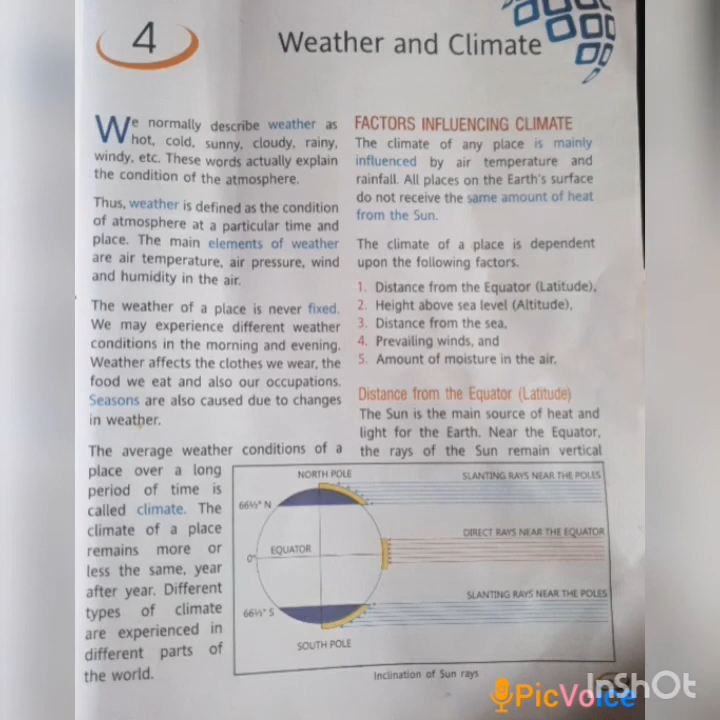 4
Weather and Climate
We normally describe weather as
hot, cold, sunny, cloudy, rainy,
windy, etc. These words actually explain
the condition of the atmosphere.
Thus, weather is defined as the condition
of atmosphere at a particular time and
place. The main elements of weather
are air temperature, air pressure, wind
and humidity in the air.
The weather of a place is never fixed.
We may experience different weather
conditions in the morning and evening.
Weather affects the clothes we wear, the
food we eat and also our occupations.
Seasons are also caused due to changes
in weather.
The average weather conditions of a
place over a long
period of time is
called climate. The
climate of a place
remains more or
less the same, year
after year. Different
types of climate
are experienced in
different parts of
the world.
FACTORS INFLUENCING CLIMATE
The climate of any place is mainly
influenced by air temperature and
rainfall. All places on the Earth's surface
do not receive the same amount of heat
from the Sun.
The climate of a place is dependent
upon the following factors.
1. Distance from the Equator (Latitude),
2. Height above sea level (Altitude),
3. Distance from the sea,
4. Prevailing winds, and
5. Amount of moisture in the air.
Distance from the Equator (Latitude)
The Sun is the main source of heat and
light for the Earth. Near the Equator,
the rays of the Sun remain vertical
NORTH POLE
SLANTING RAYS NEAR THE POLES
66½° N
DIRECT RAYS NEAR THE EQUATOR
EQUATOR
0°
SLANTING RAYS NEAR THE POLES
66½° S
SOUTH POLE
Inclination of Sun rays
PicVoice
InShOt